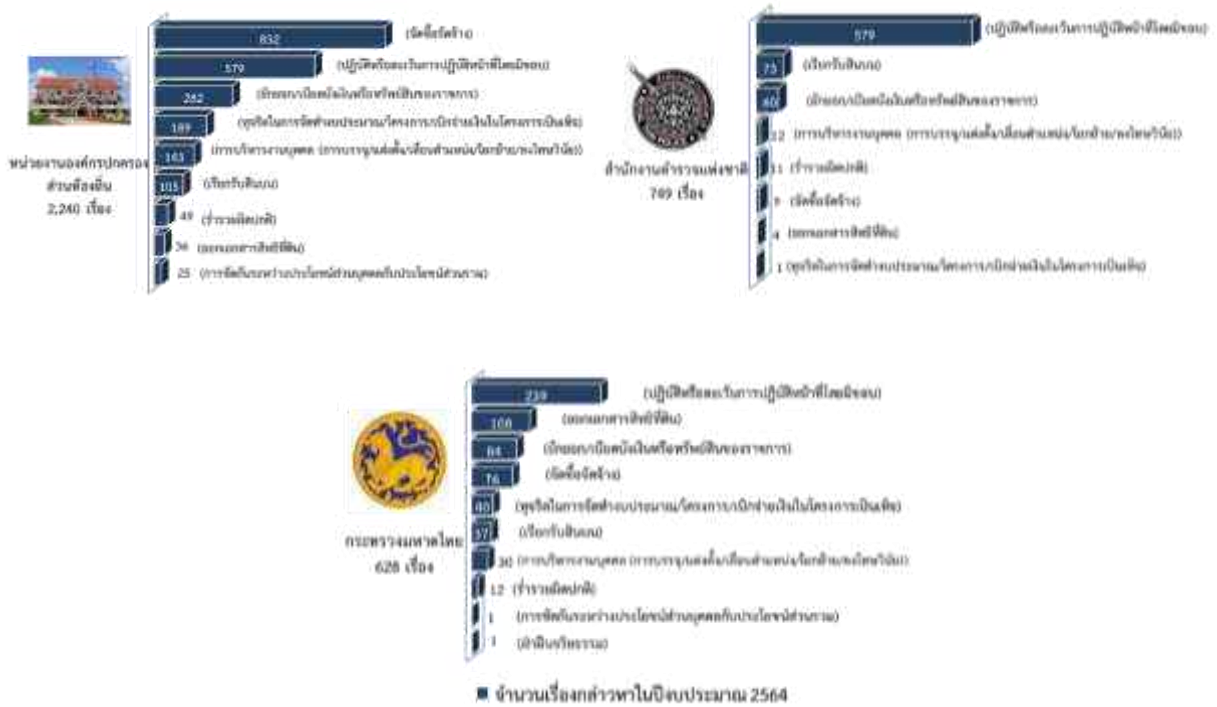 832 (จัดซื้อจัดจ้าง)
579 (ปฏิบัติหรือละเว้นการปฏิบัติหน้าที่โดยมิชอบ)
282 (ยักยอก/เบียดบังเงินหรือทรัพย์สินของราชการ)
189 (ทุจริตในการจัดทำงบประมาณ/โครงการ/เบิกจ่ายเงินในโครงการเป็นเท็จ)
143 (การบริหารงานบุคคล (การบรรจุ/แต่งตั้ง/เลื่อนตำแหน่ง/โยกย้าย/ลงโทษวินัย))
105 (เรียกรับสินบน)
49 (ร่ำรวยผิดปกติ)
36 (ออกเอกสารสิทธิที่ดิน)
25 (การขัดกันระหว่างประโยชน์ส่วนบุคคลกับประโยชน์ส่วนรวม)
หน่วยงานองค์กรปกครอง
ส่วนท้องถิ่น
2,240 เรื่อง
579 (ปฏิบัติหรือละเว้นการปฏิบัติหน้าที่โดยมิชอบ)
73 (เรียกรับสินบน)
60 (ยักยอก/เบียดบังเงินหรือทรัพย์สินของราชการ)
12 (การบริหารงานบุคคล (การบรรจุ/แต่งตั้ง/เลื่อนตำแหน่ง/โยกย้าย/ลงโทษวินัย))
11 (ร่ำรวยผิดปกติ)
9 (จัดซื้อจัดจ้าง)
4 (ออกเอกสารสิทธิที่ดิน)
1 (ทุจริตในการจัดทำงบประมาณ/โครงการ/เบิกจ่ายเงินในโครงการเป็นเท็จ)
สำนักงานตำรวจแห่งชาติ
749 เรื่อง
239 (ปฏิบัติหรือละเว้นการปฏิบัติหน้าที่โดยมิชอบ)
108 (ออกเอกสารสิทธิที่ดิน)
84 (ยักยอก/เบียดบังเงินหรือทรัพย์สินของราชการ)
76 (จัดซื้อจัดจ้าง)
40 (ทุจริตในการจัดทำงบประมาณ/โครงการ/เบิกจ่ายเงินในโครงการเป็นเท็จ)
37 (เรียกรับสินบน)
30 (การบริหารงานบุคคล (การบรรจุ/แต่งตั้ง/เลื่อนตำแหน่ง/โยกย้าย/ลงโทษวินัย))
12 (ร่ำรวยผิดปกติ)
1 (การขัดกันระหว่างประโยชน์ส่วนบุคคลกับประโยชน์ส่วนรวม)
1 (ฝ่าฝืนจริยธรรม)
กระทรวงมหาดไทย
628 เรื่อง
จำนวนเรื่องกล่าวหาในปีงบประมาณ 2564